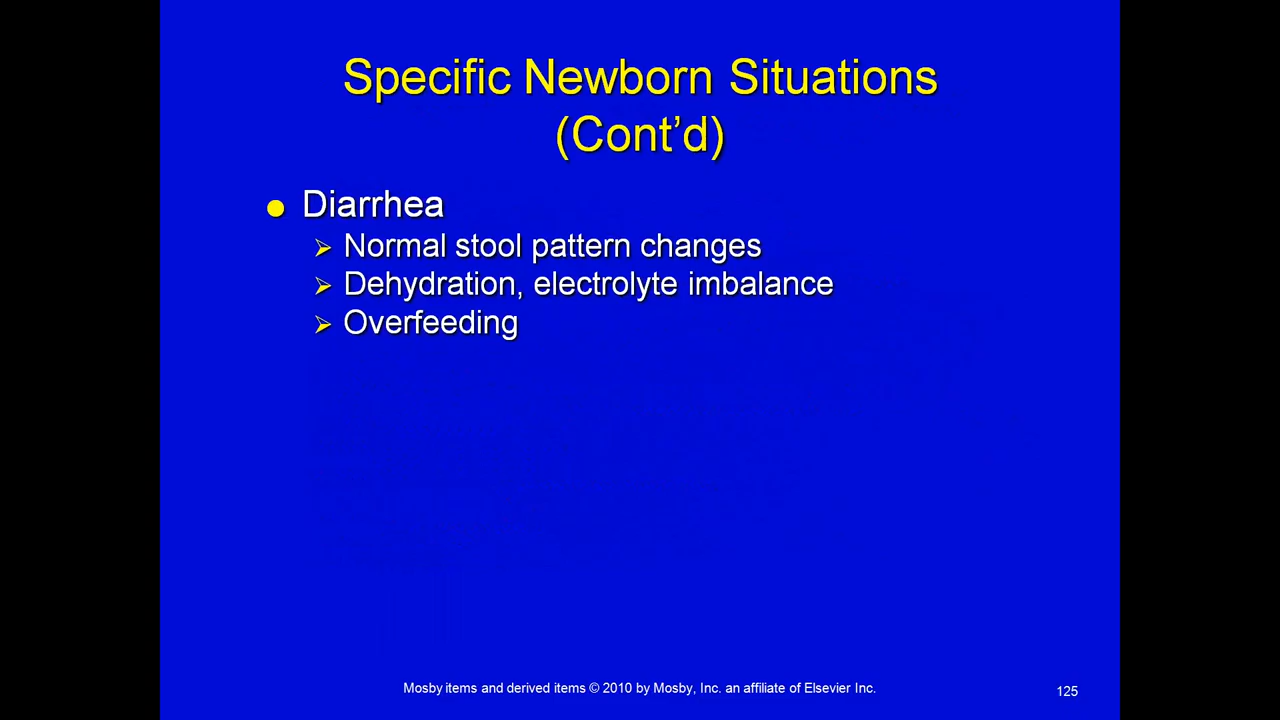 Specific Newborn Situations
(Cont’d)
Diarrhea
Normal stool pattern changes
Dehydration, electrolyte imbalance
Overfeeding
Mosby items and derived items © 2010 by Mosby, Inc. an affiliate of Elsevier Inc.
125